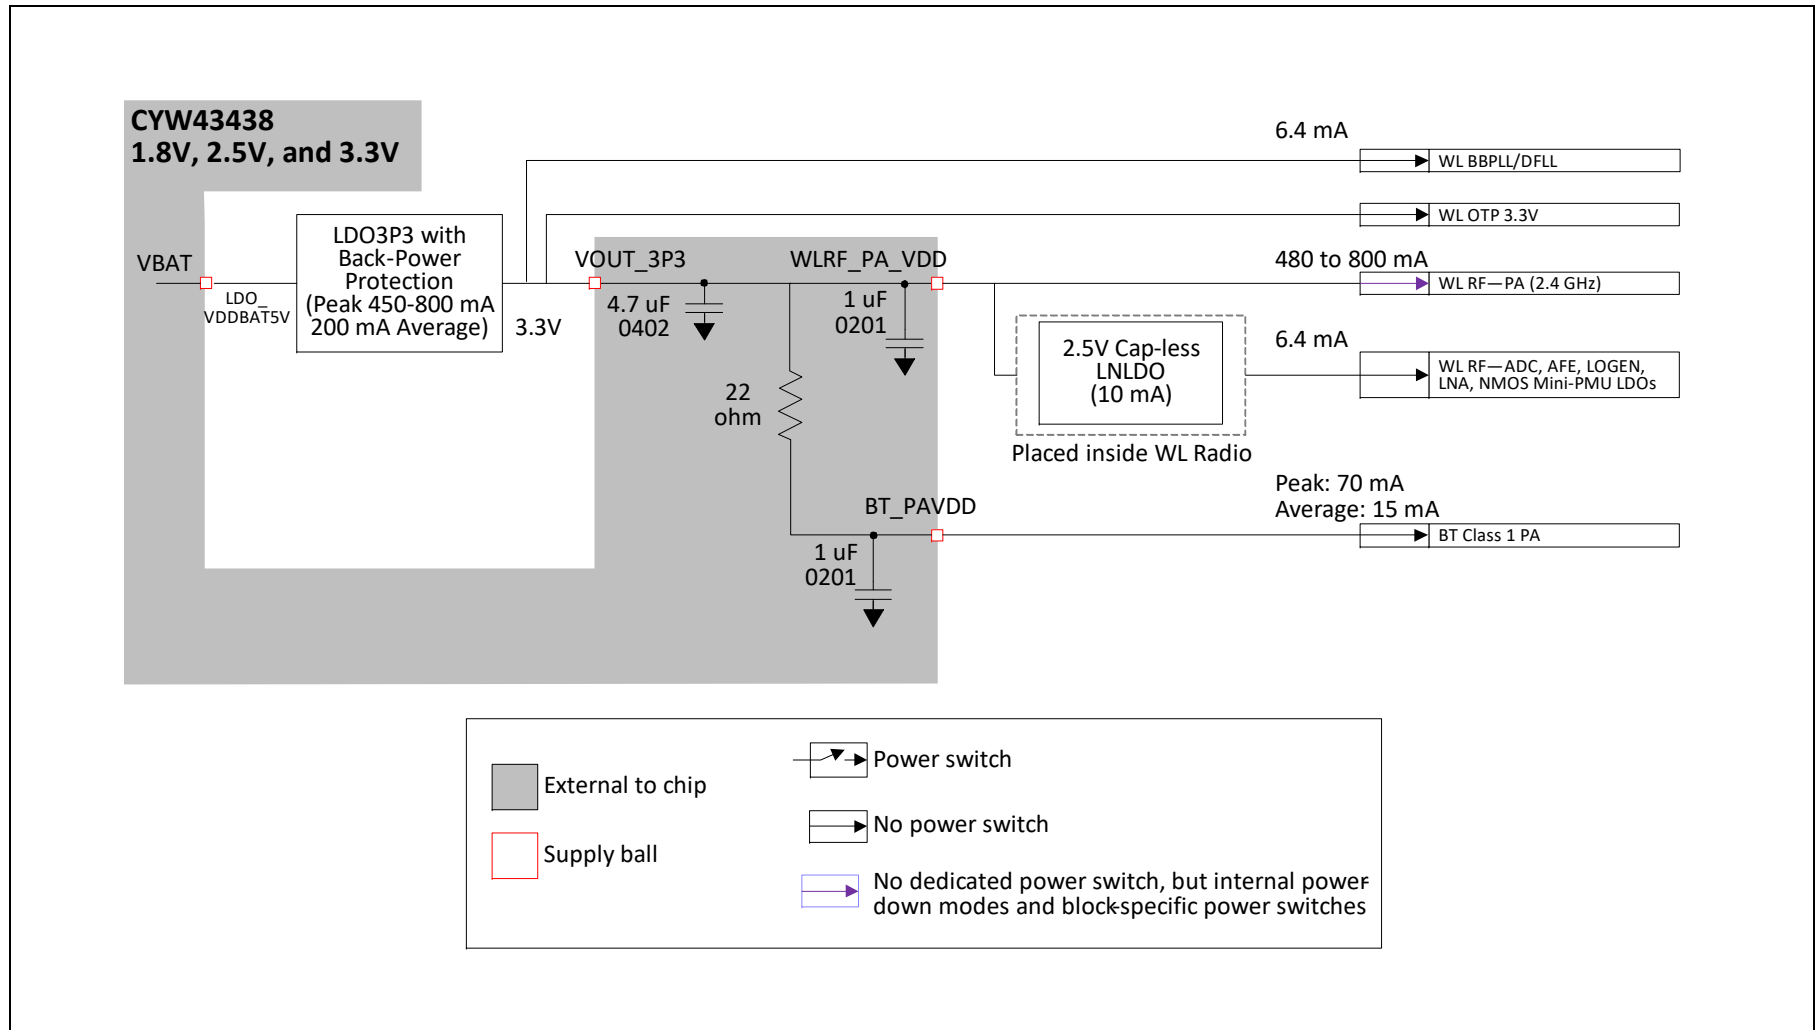 CYW43438
1.8V, 2.5V, and 3.3V
VBAT
LDO_
VDDBAT5V
LDO3P3 with
Back-Power
Protection
(Peak 450-800 mA
200 mA Average)
3.3V
VOUT_3P3
4.7 uF
0402
WLRF_PA_VDD
1 uF
0201
22
ohm
BT_PAVDD
1 uF
0201
6.4 mA
WL BBPLL/DFLL
WL OTP 3.3V
480 to 800 mA
WL RF—PA (2.4 GHz)
2.5V Cap-less
LNLDO
(10 mA)
Placed inside WL Radio
6.4 mA
WL RF—ADC, AFE, LOGEN,
LNA, NMOS Mini-PMU LDOs
Peak: 70 mA
Average: 15 mA
BT Class 1 PA
External to chip
Supply ball
Power switch
No power switch
No dedicated power switch, but internal power-
down modes and block-specific power switches